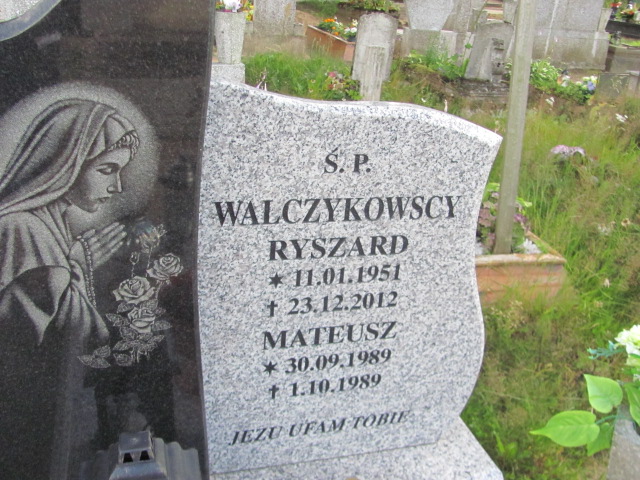 Ś. P.
WALCZYKOWSCY
RYSZARD
* 11.01.1951
† 23.12.2012
MATEUSZ
* 30.09.1989
† 1.10.1989
JEZU UFAM TOBIE